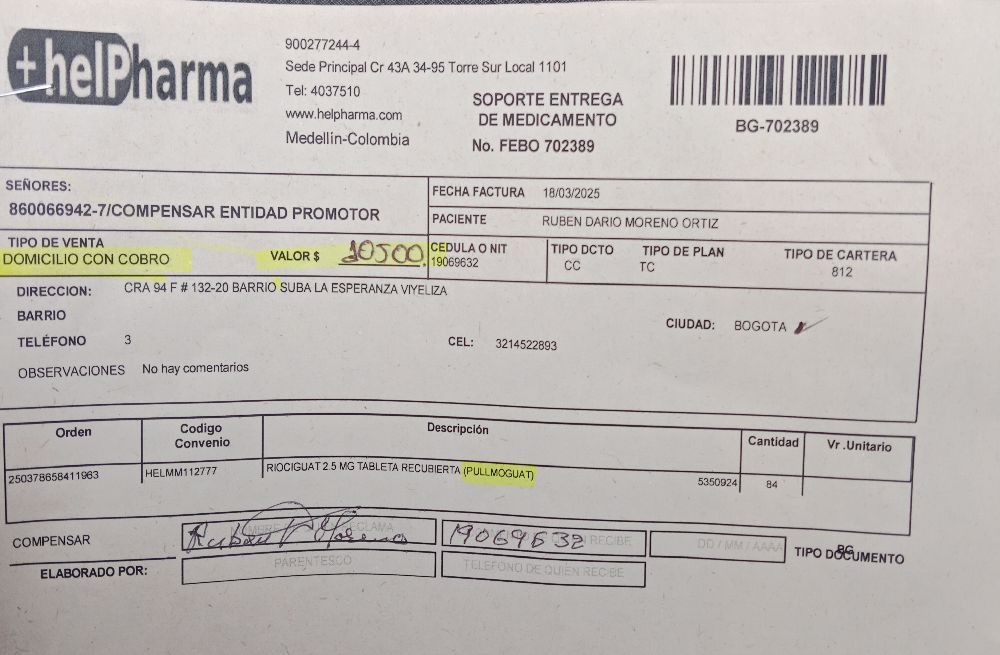 +helPharma
900277244-4
Sede Principal Cr 43A 34-95 Torre Sur Local 1101
Tel: 4037510
www.helpharma.com
Medellín-Colombia
SOPORTE ENTREGA
DE MEDICAMENTO
No. FEBO 702389
BG-702389
SEÑORES:
860066942-7/COMPENSAR ENTIDAD PROMOTOR
FECHA FACTURA 18/03/2025
PACIENTE RUBEN DARIO MORENO ORTIZ
TIPO DE VENTA
DOMICILIO CON COBRO
VALOR $ 10500
CEDULA O NIT
19069632
TIPO DCTO
CC
TIPO DE PLAN
TC
TIPO DE CARTERA
812
DIRECCION: CRA 94 F # 132-20 BARRIO SUBA LA ESPERANZA VIYELIZA
BARRIO
CIUDAD: BOGOTA
TELÉFONO 3
CEL: 3214522893
OBSERVACIONES No hay comentarios
Orden Codigo Convenio Descripción Cantidad Vr .Unitario
250378658411963 HELMM112777 RIOCIGUAT 2.5 MG TABLETA RECUBIERTA (PULLMOGUAT) 5350924 84
COMPENSAR
Ruben D Moreno
19069632
RECIBE
DD / MM / AAAA
TIPO DOCUMENTO
BG
ELABORADO POR:
PARENTESCO
TELEFONO DE QUIEN RECIBE